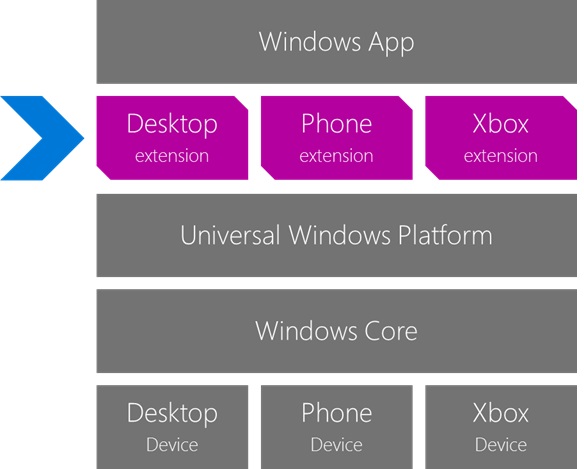 Windows App
Desktop
extension
Phone
extension
Xbox
extension
Universal Windows Platform
Windows Core
Desktop
Device
Phone
Device
Xbox
Device